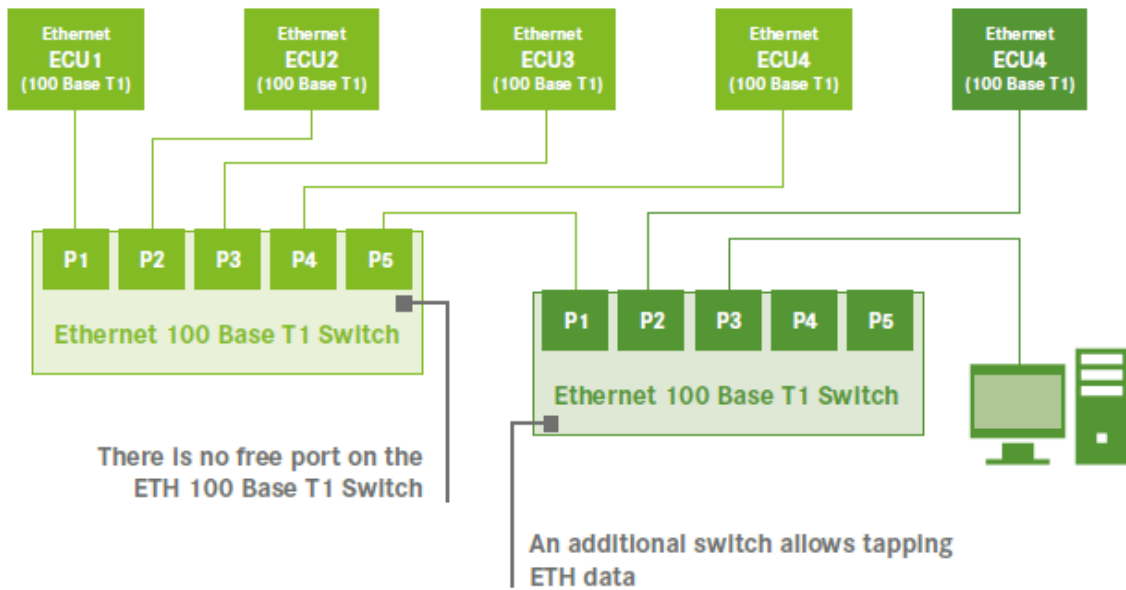 Ethernet
ECU1
(100 Base T1)
Ethernet
ECU2
(100 Base T1)
Ethernet
ECU3
(100 Base T1)
Ethernet
ECU4
(100 Base T1)
Ethernet
ECU4
(100 Base T1)
P1
P2
P3
P4
P5
Ethernet 100 Base T1 Switch
P1
P2
P3
P4
P5
Ethernet 100 Base T1 Switch
There is no free port on the
ETH 100 Base T1 Switch
An additional switch allows tapping
ETH data